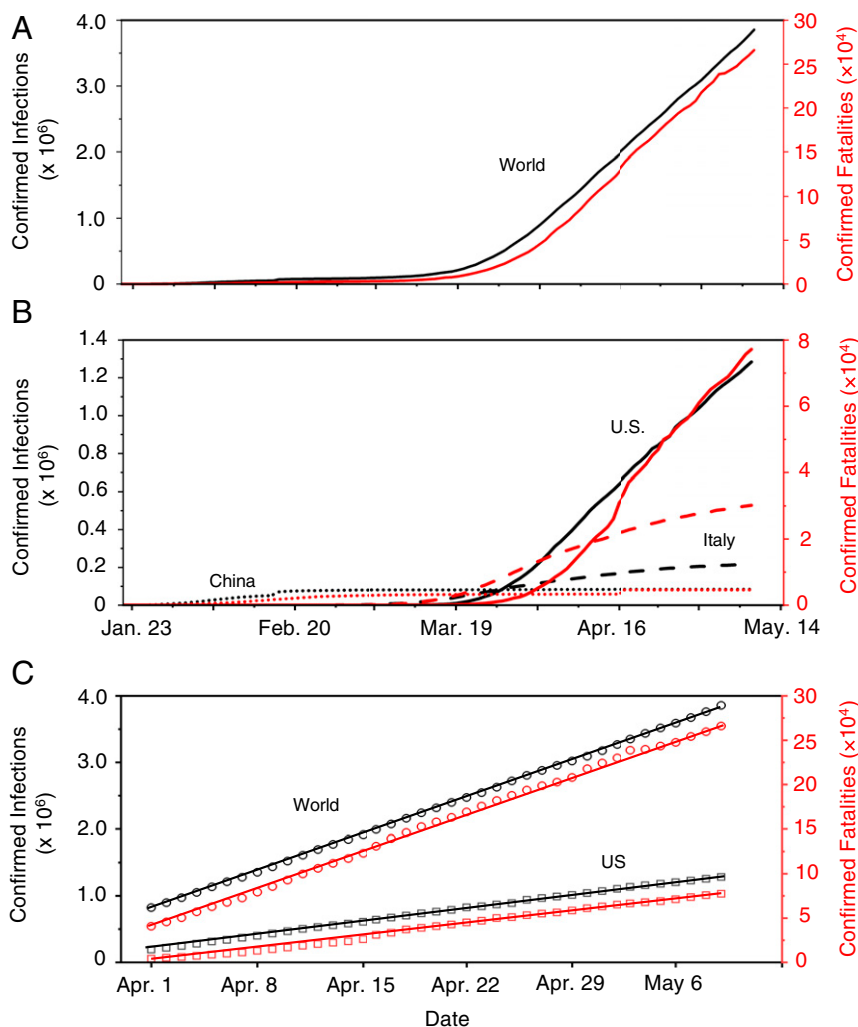 A
Confirmed Infections
(x 10⁶)
4.0
3.0
2.0
1.0
0
World
30
25
20
15
10
5
0
Confirmed Fatalities (×10⁴)
B
Confirmed Infections
(x 10⁶)
1.4
1.2
1.0
0.8
0.6
0.4
0.2
0
U.S.
Italy
China
8
6
4
2
0
Confirmed Fatalities (×10⁴)
Jan. 23 Feb. 20 Mar. 19 Apr. 16 May. 14
C
Confirmed Infections
(x 10⁶)
4.0
3.0
2.0
1.0
0
World
US
30
25
20
15
10
5
0
Confirmed Fatalities (×10⁴)
Apr. 1 Apr. 8 Apr. 15 Apr. 22 Apr. 29 May 6
Date